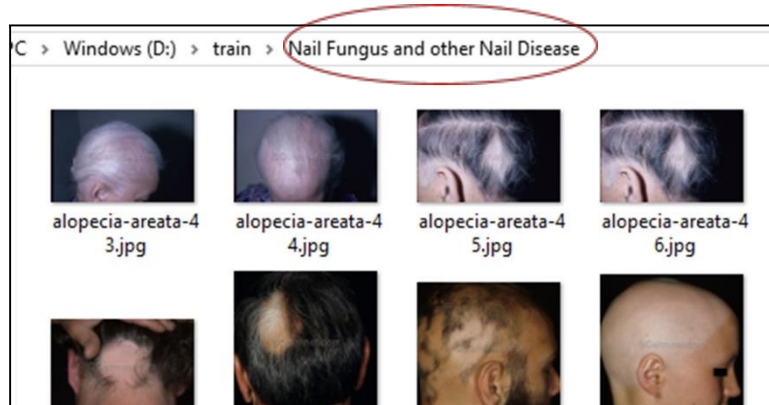 PC > Windows (D:) > train > Nail Fungus and other Nail Disease
alopecia-areata-4
3.jpg
alopecia-areata-4
4.jpg
alopecia-areata-4
5.jpg
alopecia-areata-4
6.jpg